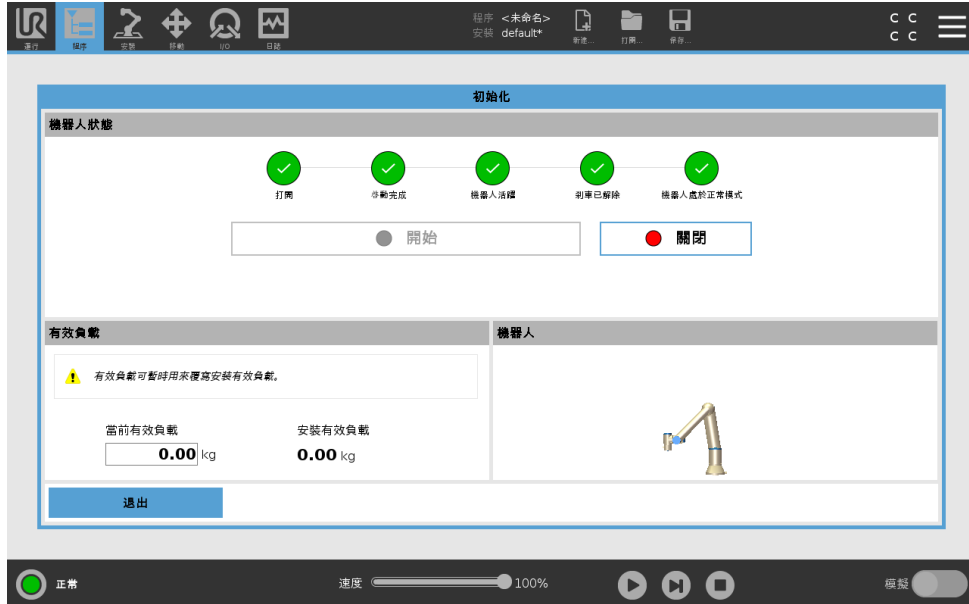 程序 <未命名>
安裝 default*
C C
C C
運行
程序
安裝
移動
I/O
日誌
新建...
打開...
保存...
初始化
機器人狀態
打開
啓動完成
機器人活躍
剎車已解除
機器人處於正常模式
開始
關閉
有效負載
機器人
有效負載可暫時用來覆寫安裝有效負載。
當前有效負載
安裝有效負載
0.00 kg
0.00 kg
退出
正常
速度
100%
模擬